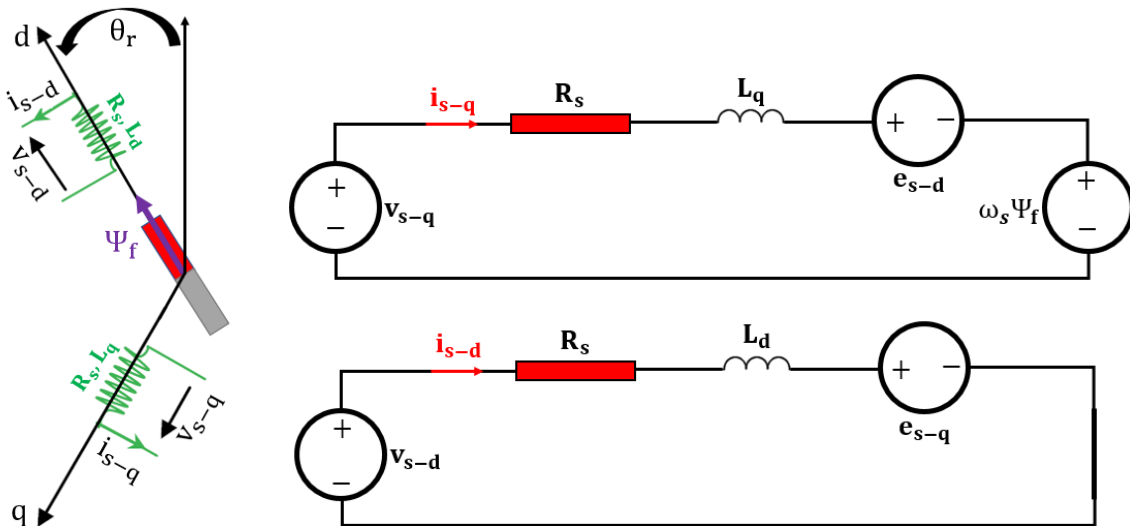 d
θr
is−d
Rs, Ld
vs−d
Ψf
Rs, Lq
vs−q
is−q
q
is−q
Rs
Lq
+ −
es−d
+
−
vs−q
+
−
ωsΨf
is−d
Rs
Ld
+ −
es−q
+
−
vs−d